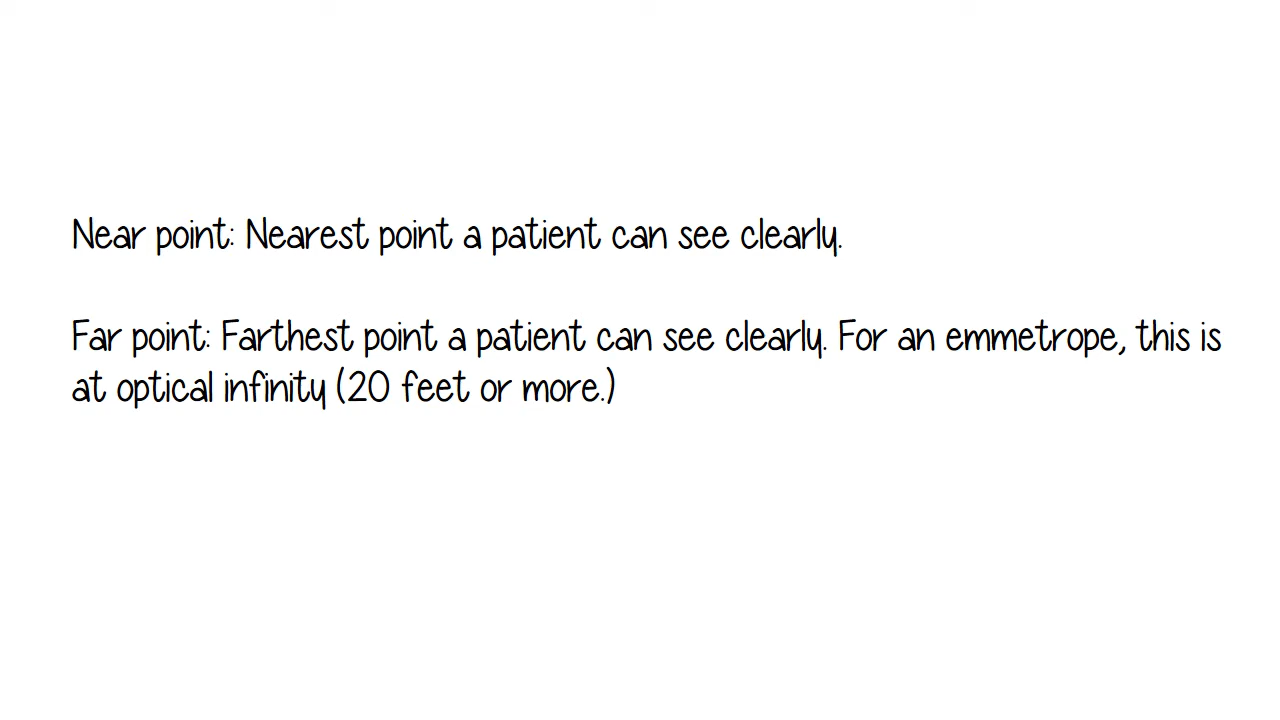 Near point: Nearest point a patient can see clearly.
Far point: Farthest point a patient can see clearly. For an emmetrope, this is
at optical infinity (20 feet or more.)